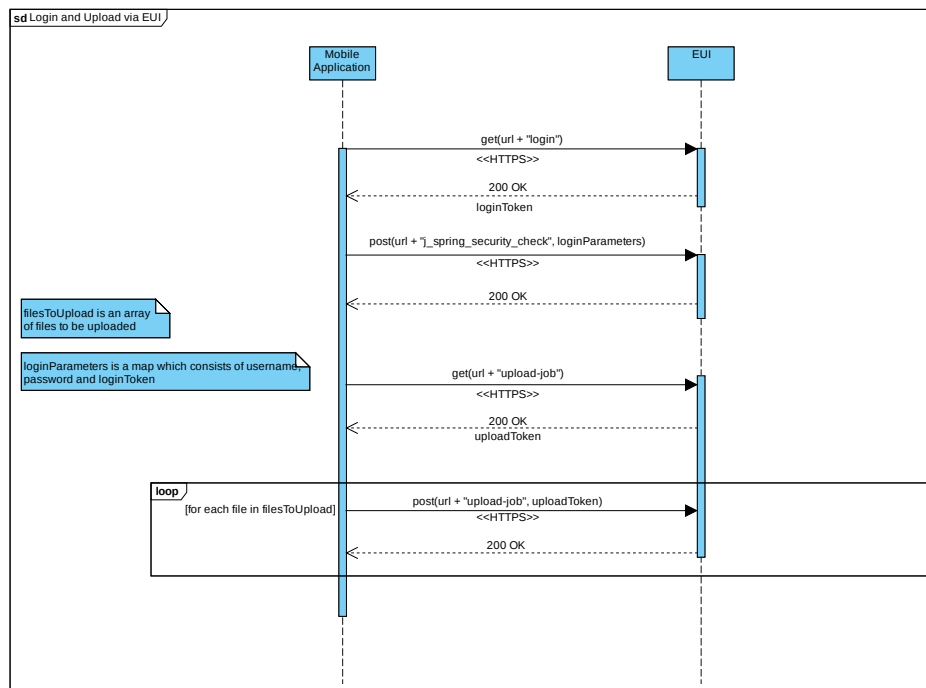 sd Login and Upload via EUI
Mobile
Application
EUI
get(url + "login")
<<HTTPS>>
200 OK
loginToken
post(url + "j_spring_security_check", loginParameters)
<<HTTPS>>
200 OK
filesToUpload is an array
of files to be uploaded
loginParameters is a map which consists of username,
password and loginToken
get(url + "upload-job")
<<HTTPS>>
200 OK
uploadToken
loop
[for each file in filesToUpload]
post(url + "upload-job", uploadToken)
<<HTTPS>>
200 OK